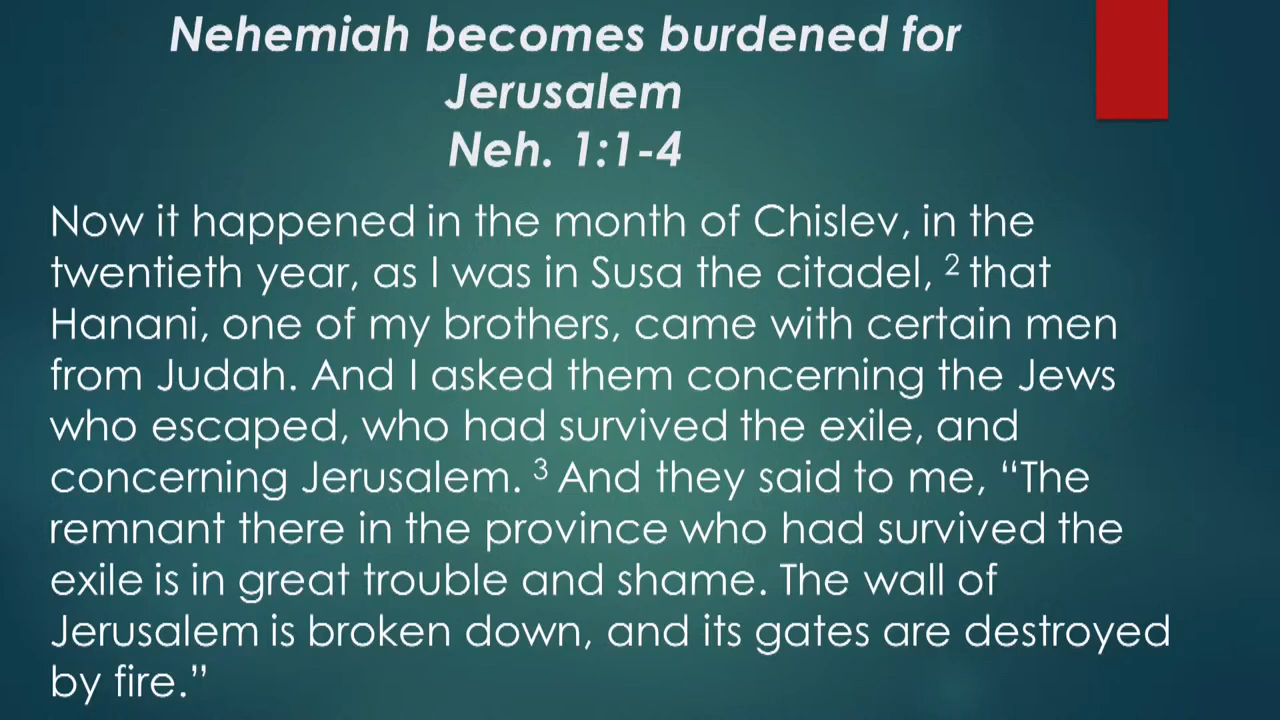 Nehemiah becomes burdened for
Jerusalem
Neh. 1:1-4
Now it happened in the month of Chislev, in the
twentieth year, as I was in Susa the citadel, ² that
Hanani, one of my brothers, came with certain men
from Judah. And I asked them concerning the Jews
who escaped, who had survived the exile, and
concerning Jerusalem. ³ And they said to me, “The
remnant there in the province who had survived the
exile is in great trouble and shame. The wall of
Jerusalem is broken down, and its gates are destroyed
by fire.”